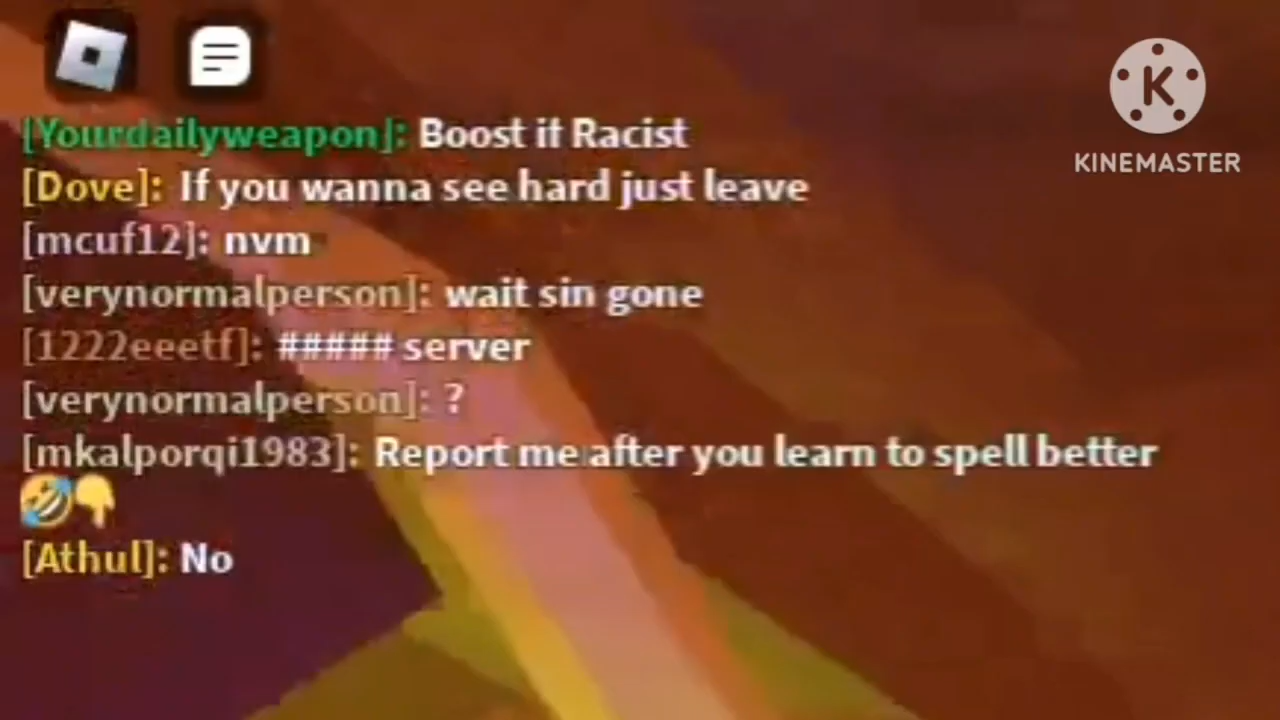 [Yourdailyweapon]: Boost if Racist
[Dove]: If you wanna see hard just leave
[mcuf12]: nvm
[verynormalperson]: wait sin gone
[1222eeetf]: ##### server
[verynormalperson]: ?
[mkalporqi1983]: Report me after you learn to spell better
🤣👇
[Athul]: No
K
KINEMASTER